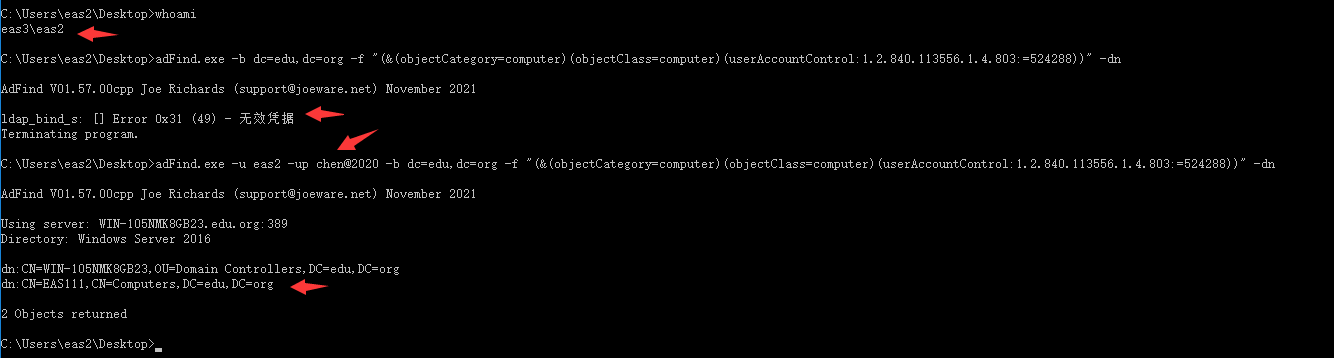 C:\Users\eas2\Desktop>whoami
eas3\eas2
C:\Users\eas2\Desktop>adFind.exe -b dc=edu,dc=org -f "(&(objectCategory=computer)(objectClass=computer)(userAccountControl:1.2.840.113556.1.4.803:=524288))" -dn
AdFind V01.57.00cpp Joe Richards (support@joeware.net) November 2021
ldap_bind_s: [] Error 0x31 (49) - 无效凭据
Terminating program.
C:\Users\eas2\Desktop>adFind.exe -u eas2 -up chen@2020 -b dc=edu,dc=org -f "(&(objectCategory=computer)(objectClass=computer)(userAccountControl:1.2.840.113556.1.4.803:=524288))" -dn
AdFind V01.57.00cpp Joe Richards (support@joeware.net) November 2021
Using server: WIN-105NMK8GB23.edu.org:389
Directory: Windows Server 2016
dn:CN=WIN-105NMK8GB23,OU=Domain Controllers,DC=edu,DC=org
dn:CN=EAS111,CN=Computers,DC=edu,DC=org
2 Objects returned
C:\Users\eas2\Desktop>